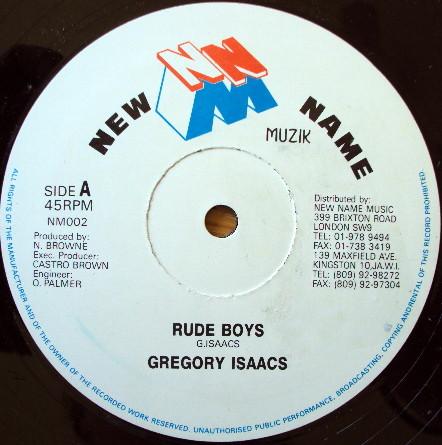 NEW NAME
NN
M
MUZIK
SIDE A
45RPM
NM002
Produced by:
N. BROWNE
Exec. Producer:
CASTRO BROWN
Engineer:
O. PALMER
Distributed by:
NEW NAME MUSIC
399 BRIXTON ROAD
LONDON SW9
TEL: 01-978 9494
FAX: 01-738 3419
139 MAXFIELD AVE.
KINGSTON 10,JA.W.I.
TEL: (809) 92-98272
FAX: (809) 92-97304
RUDE BOYS
G.ISAACS
GREGORY ISAACS
ALL RIGHTS OF THE MANUFACTURER AND OF THE OWNER OF THE RECORDED WORK RESERVED. UNAUTHORISED PUBLIC PERFORMANCE, BROADCASTING, COPYING ANDRENTAL OF THIS RECORD PROHIBITED.